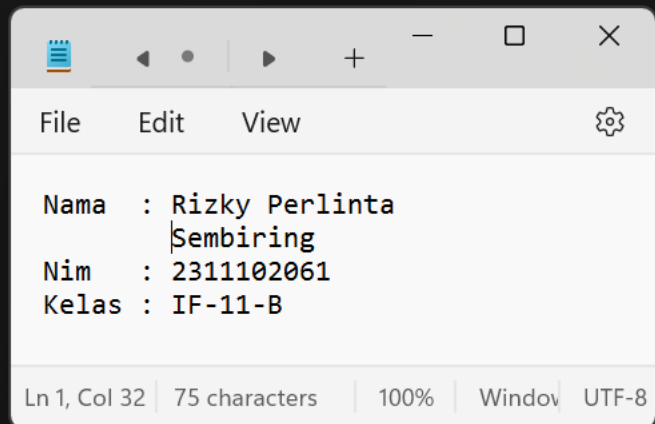 File Edit View
Nama  : Rizky Perlinta
        Sembiring
Nim   : 2311102061
Kelas : IF-11-B
Ln 1, Col 32 75 characters 100% Window UTF-8